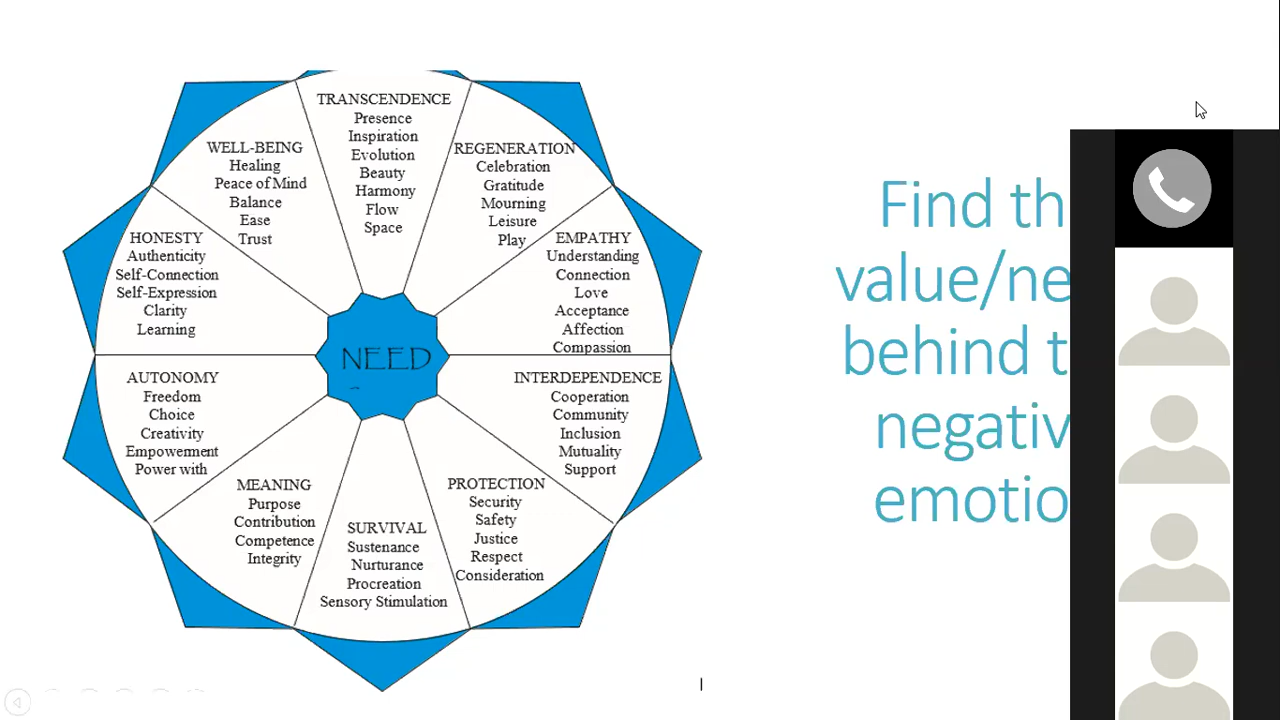 TRANSCENDENCE
Presence
Inspiration
Evolution
Beauty
Harmony
Flow
Space
REGENERATION
Celebration
Gratitude
Mourning
Leisure
Play
EMPATHY
Understanding
Connection
Love
Acceptance
Affection
Compassion
INTERDEPENDENCE
Cooperation
Community
Inclusion
Mutuality
Support
PROTECTION
Security
Safety
Justice
Respect
Consideration
SURVIVAL
Sustenance
Nurturance
Procreation
Sensory Stimulation
MEANING
Purpose
Contribution
Competence
Integrity
AUTONOMY
Freedom
Choice
Creativity
Empowerment
Power with
HONESTY
Authenticity
Self-Connection
Self-Expression
Clarity
Learning
WELL-BEING
Healing
Peace of Mind
Balance
Ease
Trust
NEED
Find th
value/ne
behind t
negativ
emotio